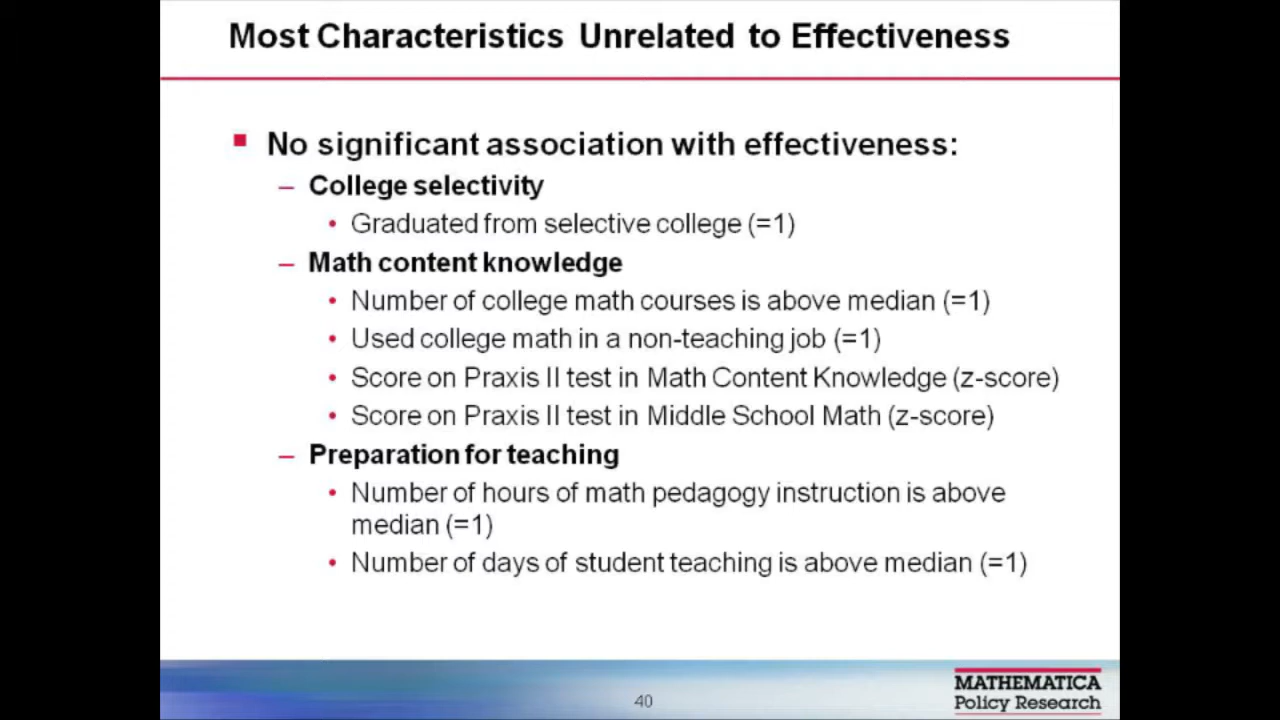 Most Characteristics Unrelated to Effectiveness
No significant association with effectiveness:
– College selectivity
• Graduated from selective college (=1)
– Math content knowledge
• Number of college math courses is above median (=1)
• Used college math in a non-teaching job (=1)
• Score on Praxis II test in Math Content Knowledge (z-score)
• Score on Praxis II test in Middle School Math (z-score)
– Preparation for teaching
• Number of hours of math pedagogy instruction is above
median (=1)
• Number of days of student teaching is above median (=1)
40
MATHEMATICA
Policy Research